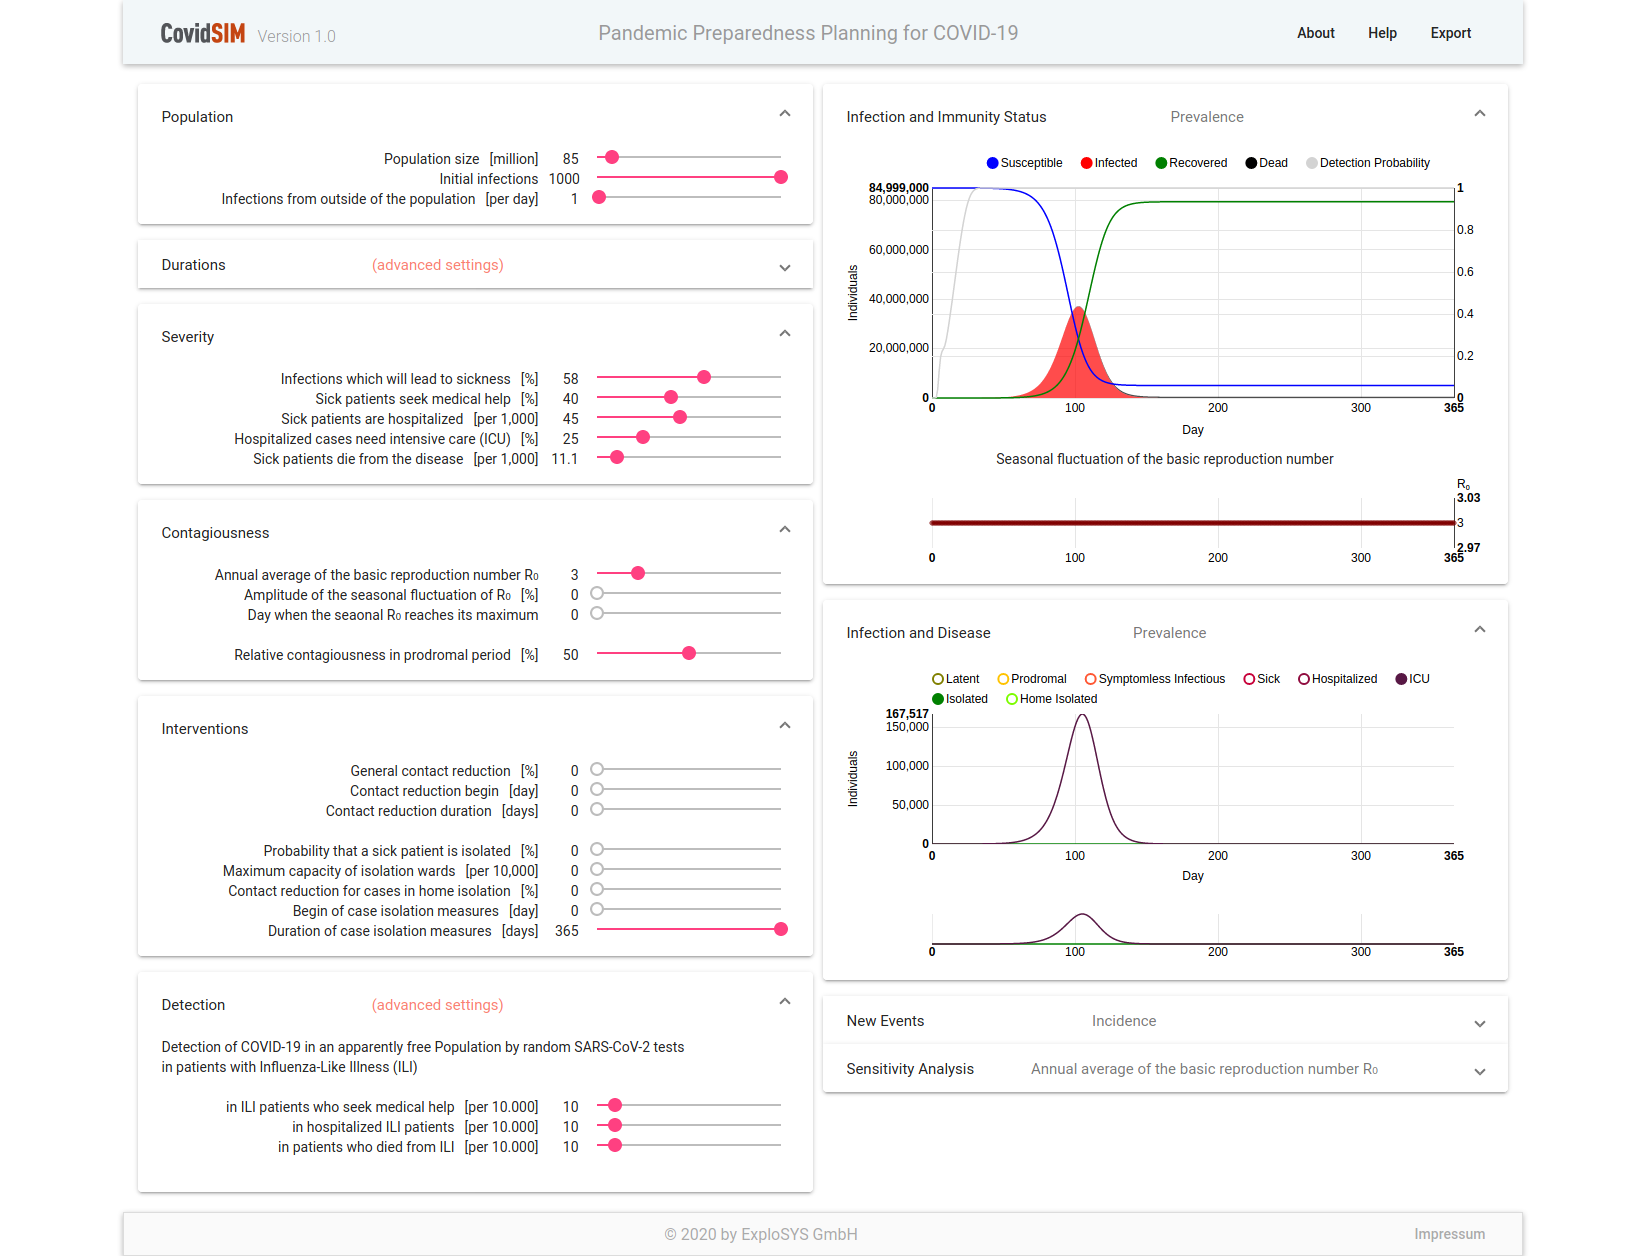 CovidSIM Version 1.0 Pandemic Preparedness Planning for COVID-19 About Help Export
Population
Population size [million] 85
Initial infections 1000
Infections from outside of the population [per day] 1
Durations (advanced settings)
Severity
Infections which will lead to sickness [%] 58
Sick patients seek medical help [%] 40
Sick patients are hospitalized [per 1,000] 45
Hospitalized cases need intensive care (ICU) [%] 25
Sick patients die from the disease [per 1,000] 11.1
Contagiousness
Annual average of the basic reproduction number R₀ 3
Amplitude of the seasonal fluctuation of R₀ [%] 0
Day when the seaonal R₀ reaches its maximum 0
Relative contagiousness in prodromal period [%] 50
Interventions
General contact reduction [%] 0
Contact reduction begin [day] 0
Contact reduction duration [days] 0
Probability that a sick patient is isolated [%] 0
Maximum capacity of isolation wards [per 10,000] 0
Contact reduction for cases in home isolation [%] 0
Begin of case isolation measures [day] 0
Duration of case isolation measures [days] 365
Detection (advanced settings)
Detection of COVID-19 in an apparently free Population by random SARS-CoV-2 tests
in patients with Influenza-Like Illness (ILI)
in ILI patients who seek medical help [per 10.000] 10
in hospitalized ILI patients [per 10.000] 10
in patients who died from ILI [per 10.000] 10
Infection and Immunity Status Prevalence
Susceptible Infected Recovered Dead Detection Probability
84,999,000 1
80,000,000
0.8
60,000,000
0.6
Individuals
40,000,000
0.4
20,000,000
0.2
0 0
0 100 200 300 365
Day
Seasonal fluctuation of the basic reproduction number
R₀
3.03
3
2.97
0 100 200 300 365
Infection and Disease Prevalence
Latent Prodromal Symptomless Infectious Sick Hospitalized ICU
Isolated Home Isolated
167,517
150,000
100,000
Individuals
50,000
0
0 100 200 300 365
Day
0 100 200 300 365
New Events Incidence
Sensitivity Analysis Annual average of the basic reproduction number R₀
© 2020 by ExploSYS GmbH Impressum